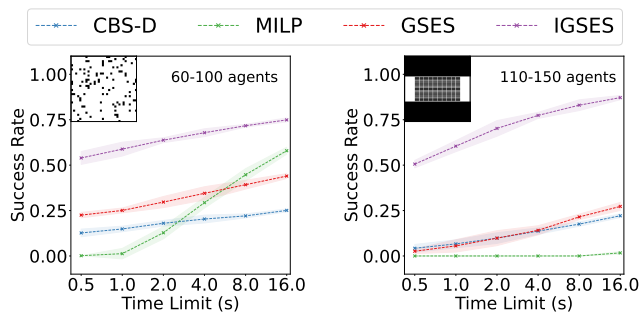 CBS-D MILP GSES IGSES
60-100 agents
Success Rate
1.00
0.75
0.50
0.25
0.00
0.5 1.0 2.0 4.0 8.0 16.0
Time Limit (s)
110-150 agents
Success Rate
1.00
0.75
0.50
0.25
0.00
0.5 1.0 2.0 4.0 8.0 16.0
Time Limit (s)